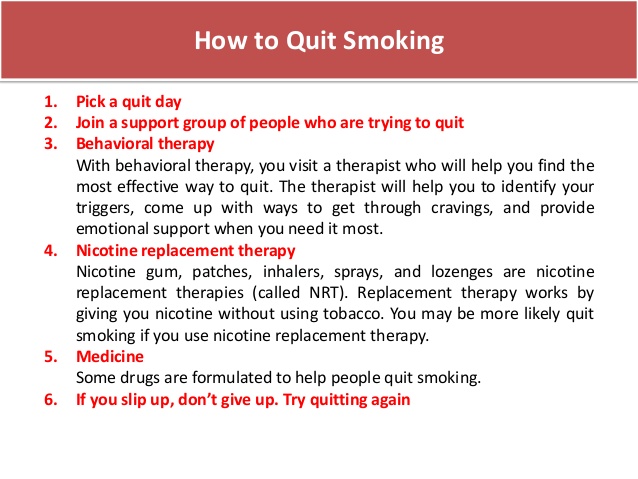 How to Quit Smoking
1. Pick a quit day
2. Join a support group of people who are trying to quit
3. Behavioral therapy
With behavioral therapy, you visit a therapist who will help you find the
most effective way to quit. The therapist will help you to identify your
triggers, come up with ways to get through cravings, and provide
emotional support when you need it most.
4. Nicotine replacement therapy
Nicotine gum, patches, inhalers, sprays, and lozenges are nicotine
replacement therapies (called NRT). Replacement therapy works by
giving you nicotine without using tobacco. You may be more likely quit
smoking if you use nicotine replacement therapy.
5. Medicine
Some drugs are formulated to help people quit smoking.
6. If you slip up, don’t give up. Try quitting again